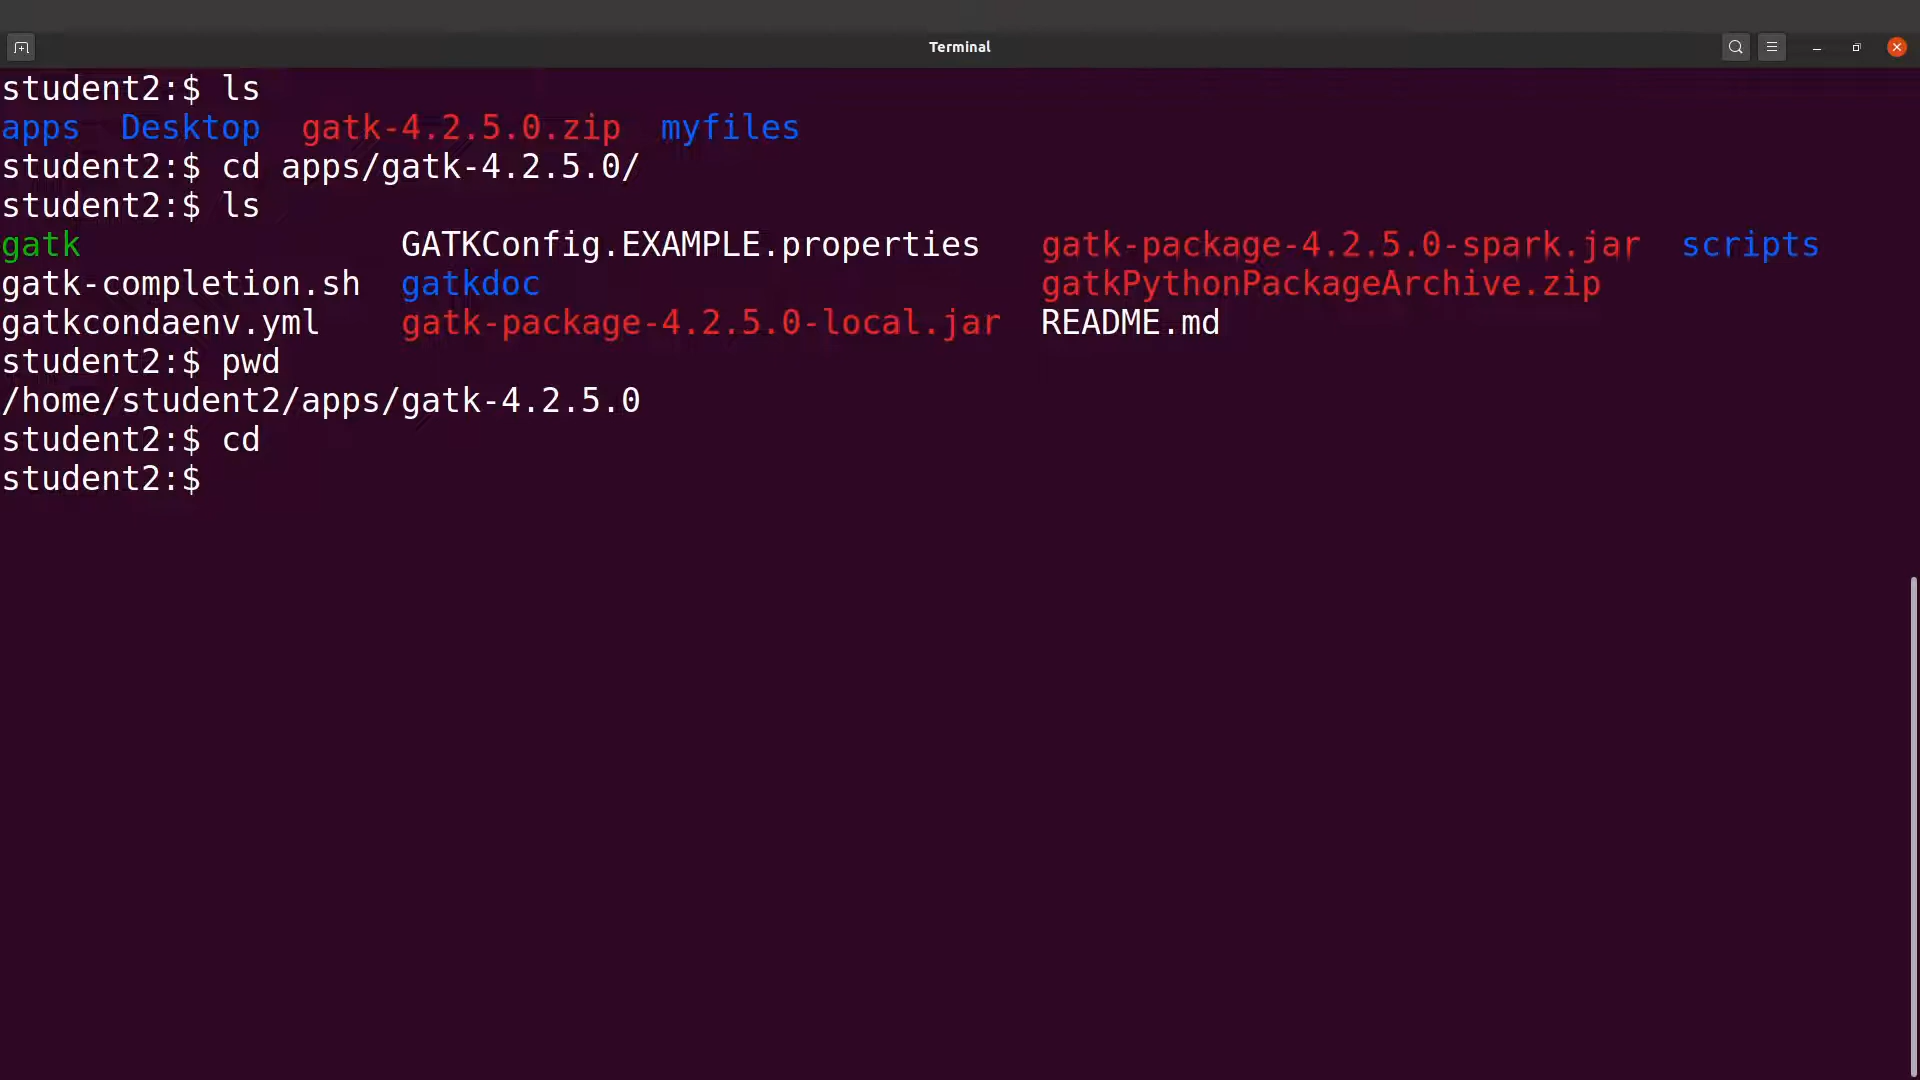 Terminal
student2:$ ls
apps  Desktop  gatk-4.2.5.0.zip  myfiles
student2:$ cd apps/gatk-4.2.5.0/
student2:$ ls
gatk                GATKConfig.EXAMPLE.properties   gatk-package-4.2.5.0-spark.jar  scripts
gatk-completion.sh  gatkdoc                         gatkPythonPackageArchive.zip
gatkcondaenv.yml    gatk-package-4.2.5.0-local.jar  README.md
student2:$ pwd
/home/student2/apps/gatk-4.2.5.0
student2:$ cd
student2:$